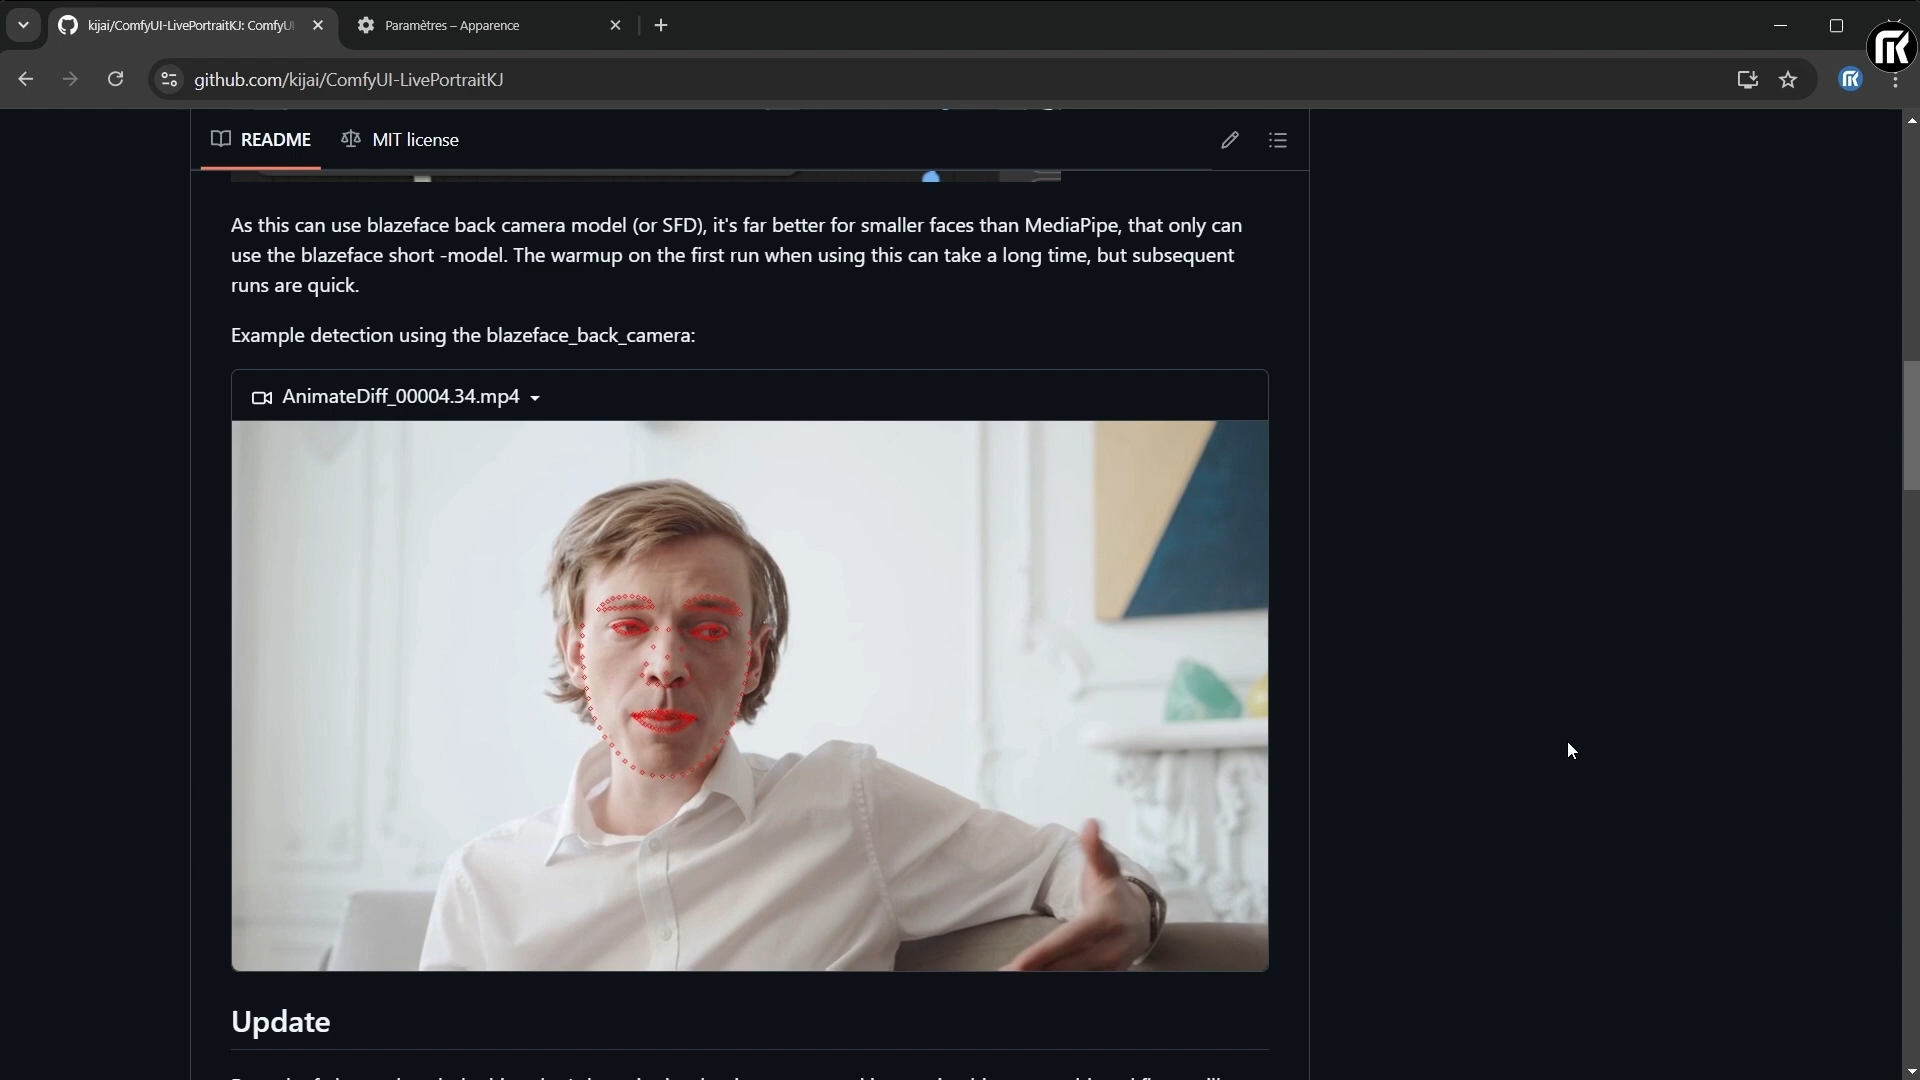 kijai/ComfyUI-LivePortraitKJ: ComfyUI
Paramètres – Apparence
github.com/kijai/ComfyUI-LivePortraitKJ
README
MIT license
As this can use blazeface back camera model (or SFD), it's far better for smaller faces than MediaPipe, that only can
use the blazeface short -model. The warmup on the first run when using this can take a long time, but subsequent
runs are quick.
Example detection using the blazeface_back_camera:
AnimateDiff_00004.34.mp4
Update